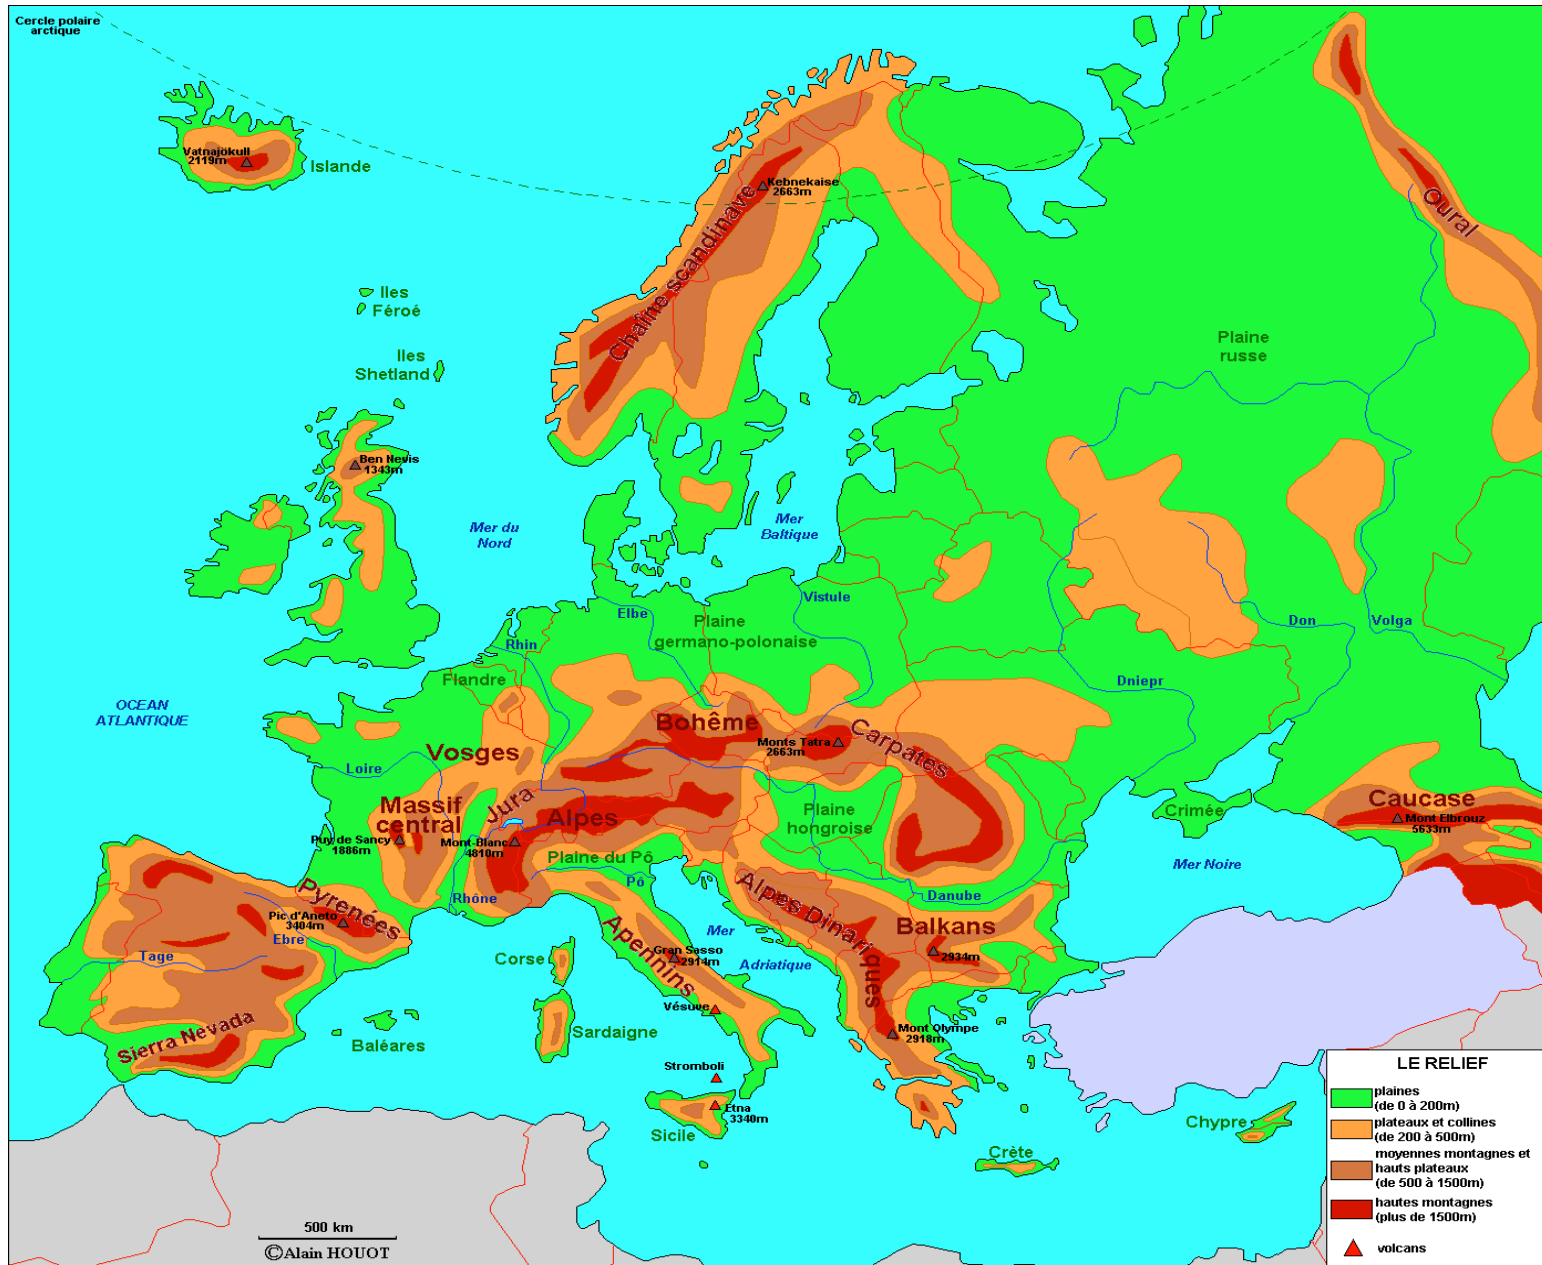 Cercle polaire
arctique
Vatnajökull
2119m
Islande
Kebnekaise
2663m
Chaîne scandinave
Oural
Iles
Féroé
Iles
Shetland
Plaine
russe
Ben Nevis
1343m
Mer du
Nord
Mer
Baltique
Elbe
Vistule
Plaine
germano-polonaise
Rhin
Don
Volga
Flandre
Dniepr
OCEAN
ATLANTIQUE
Bohême
Vosges
Monts Tatra
2663m
Carpates
Loire
Massif
central
Jura
Alpes
Plaine
hongroise
Caucase
Mont Elbrouz
5633m
Crimée
Puy de Sancy
1886m
Mont-Blanc
4810m
Plaine du Pô
Mer Noire
Pô
Rhône
Danube
Pyrenées
Pic d'Aneto
3404m
Ebre
Alpes Dinariques
Balkans
2934m
Apennins
Gran Sasso
2914m
Mer
Adriatique
Tage
Corse
Vésuve
Sierra Nevada
Baléares
Sardaigne
Mont Olympe
2918m
Stromboli
Etna
3340m
Sicile
Crète
Chypre
LE RELIEF
plaines
(de 0 à 200m)
plateaux et collines
(de 200 à 500m)
moyennes montagnes et
hauts plateaux
(de 500 à 1500m)
hautes montagnes
(plus de 1500m)
volcans
500 km
©Alain HOUOT